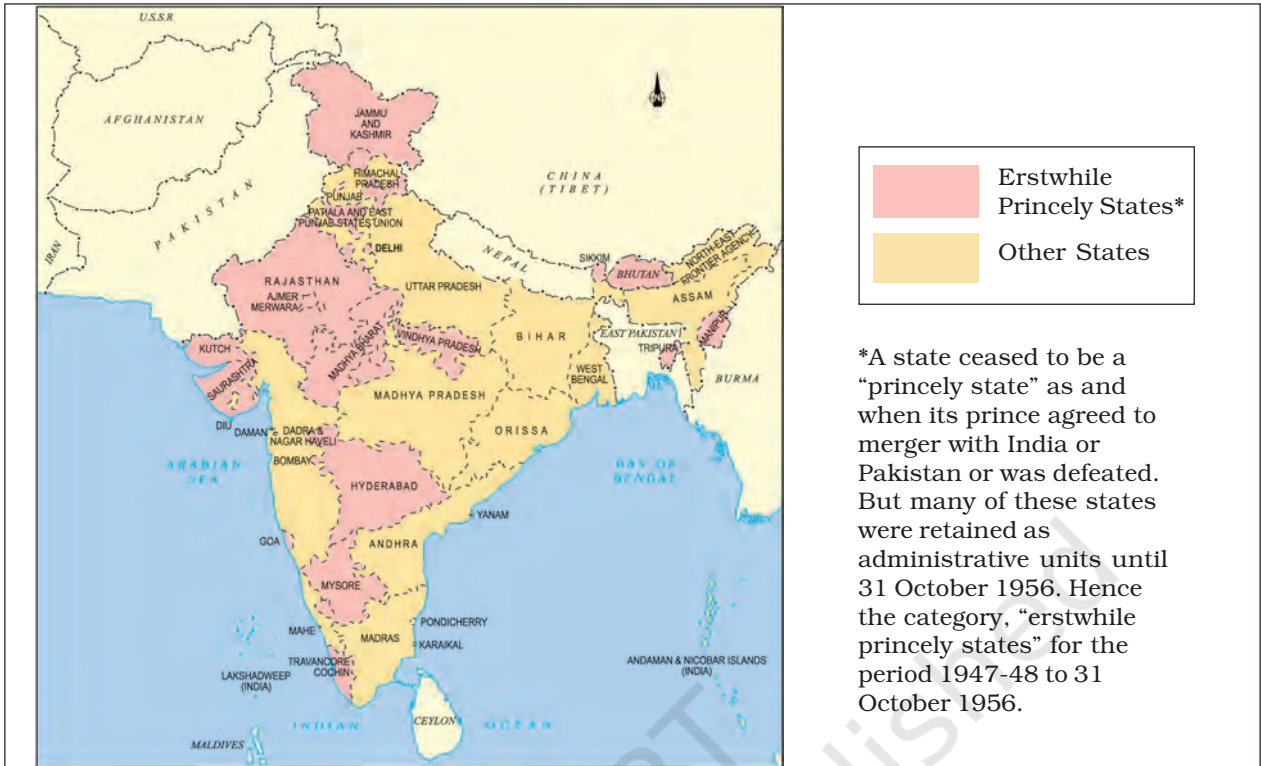 U.S.S.R
AFGHANISTAN
JAMMU
AND
KASHMIR
CHINA
(TIBET)
HIMACHAL
PRADESH
PUNJAB
PATIALA AND EAST
PUNJAB STATES UNION
PAKISTAN
IRAN
DELHI
NEPAL
SIKKIM
BHUTAN
NORTH-EAST
FRONTIER AGENCY
RAJASTHAN
AJMER
MERWARA
UTTAR PRADESH
ASSAM
BIHAR
EAST PAKISTAN
MANIPUR
KUTCH
MADHYA BHARAT
VINDHYA PRADESH
TRIPURA
SAURASHTRA
WEST
BENGAL
BURMA
MADHYA PRADESH
DIU
DAMAN
DADRA &
NAGAR HAVELI
ORISSA
BOMBAY
ARABIAN
SEA
BAY OF
BENGAL
HYDERABAD
YANAM
GOA
ANDHRA
MYSORE
MAHE
MADRAS
PONDICHERRY
KARAIKAL
TRAVANCORE
COCHIN
LAKSHADWEEP
(INDIA)
ANDAMAN & NICOBAR ISLANDS
(INDIA)
INDIAN OCEAN
CEYLON
MALDIVES
N
Erstwhile
Princely States*
Other States
*A state ceased to be a
“princely state” as and
when its prince agreed to
merger with India or
Pakistan or was defeated.
But many of these states
were retained as
administrative units until
31 October 1956. Hence
the category, “erstwhile
princely states” for the
period 1947-48 to 31
October 1956.